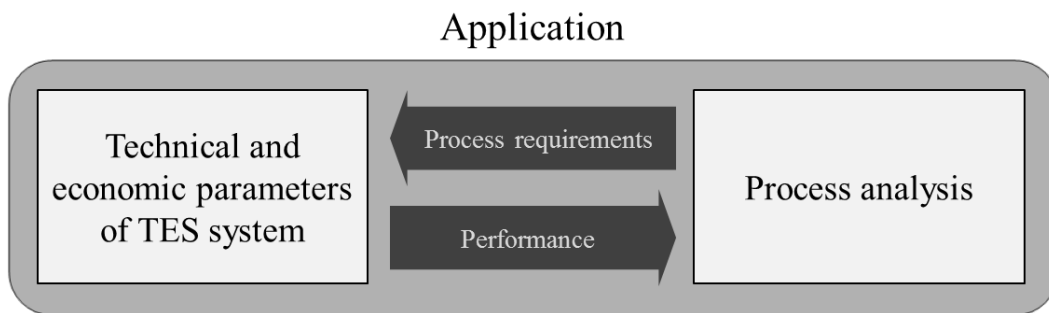 Application
Technical and
economic parameters
of TES system
Process requirements
Performance
Process analysis